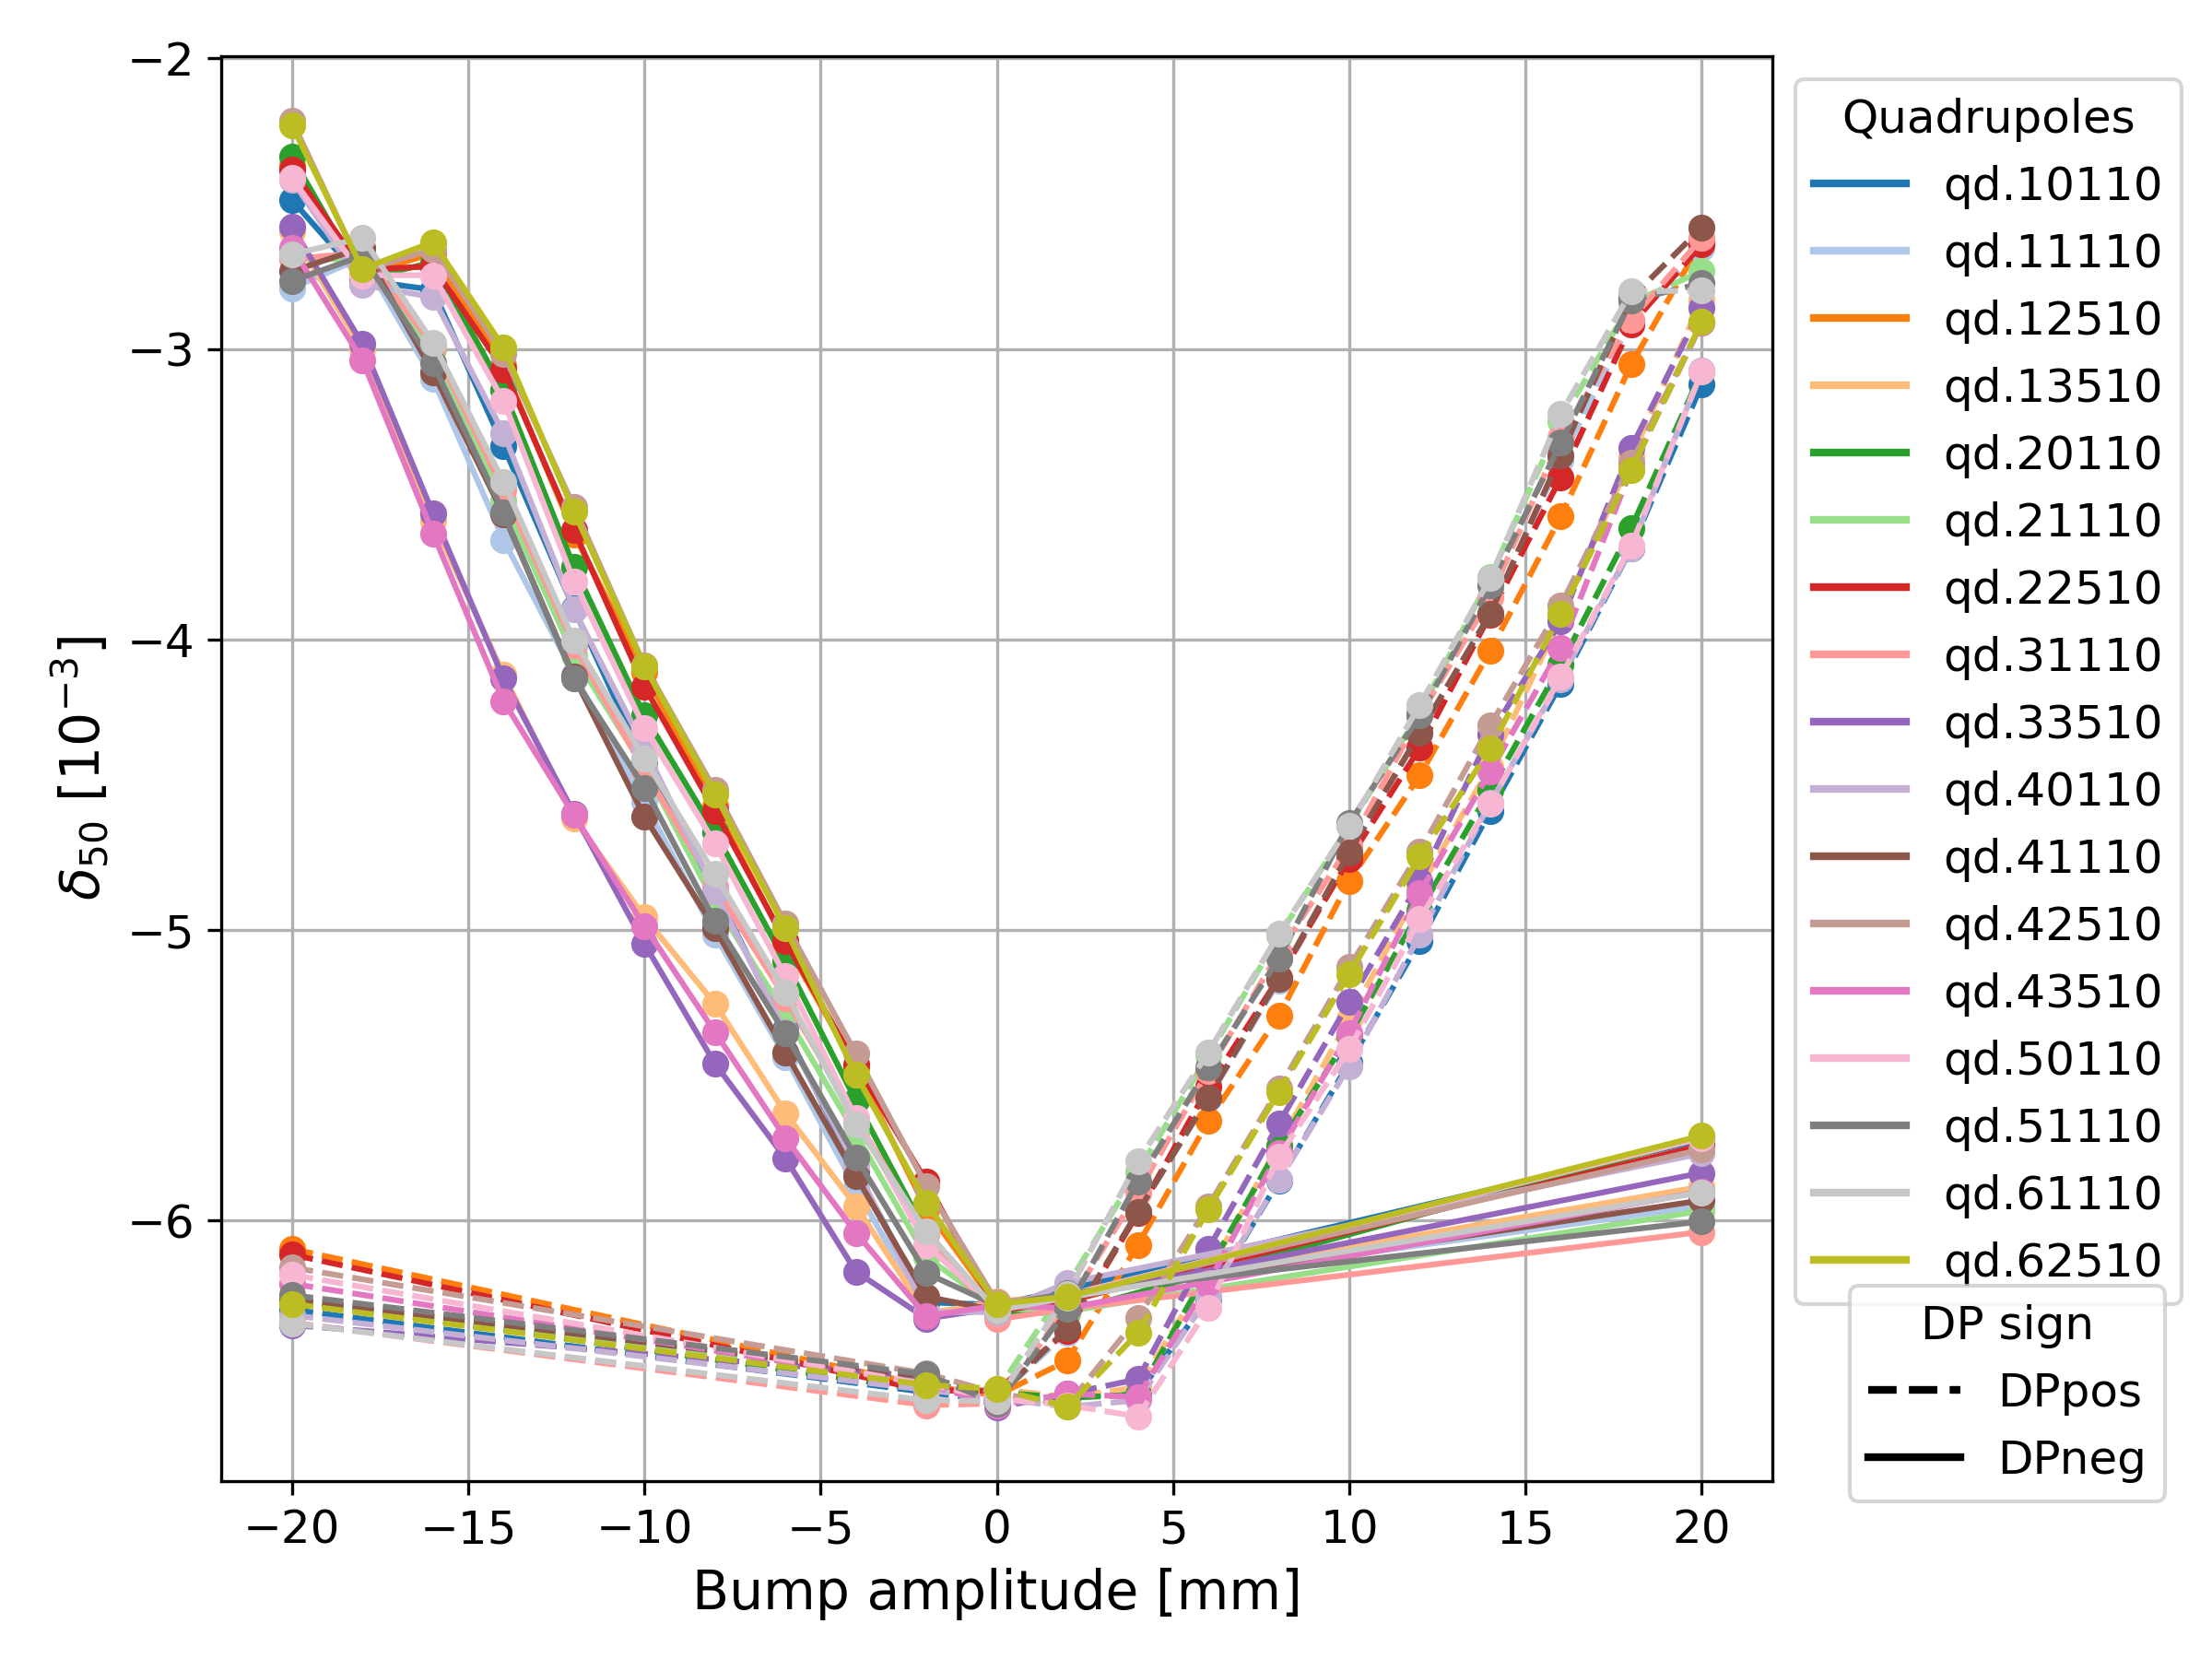 −2
−3
−4
−5
−6
δ50 [10−3]
−20
−15
−10
−5
0
5
10
15
20
Bump amplitude [mm]
Quadrupoles
qd.10110
qd.11110
qd.12510
qd.13510
qd.20110
qd.21110
qd.22510
qd.31110
qd.33510
qd.40110
qd.41110
qd.42510
qd.43510
qd.50110
qd.51110
qd.61110
qd.62510
DP sign
DPpos
DPneg